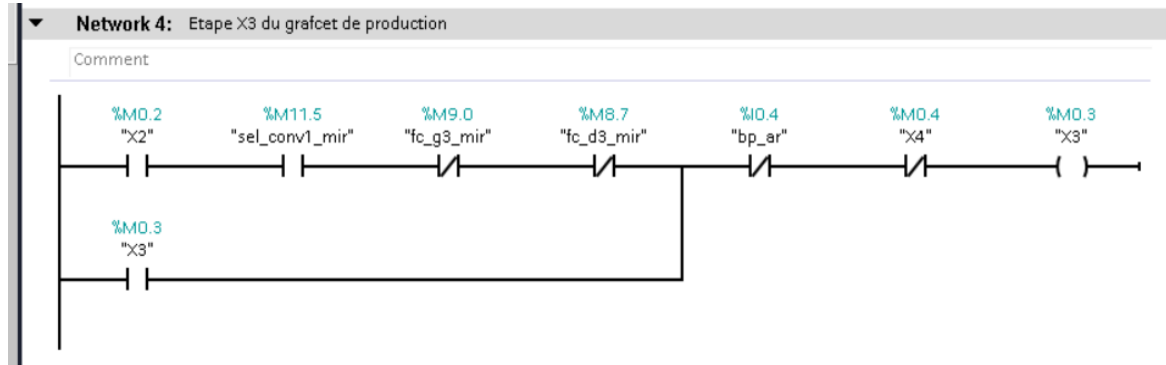 Network 4: Etape X3 du grafcet de production
Comment
%M0.2 %M11.5 %M9.0 %M8.7 %I0.4 %M0.4 %M0.3
"X2" "sel_conv1_mir" "fc_g3_mir" "fc_d3_mir" "bp_ar" "X4" "X3"
%M0.3
"X3"